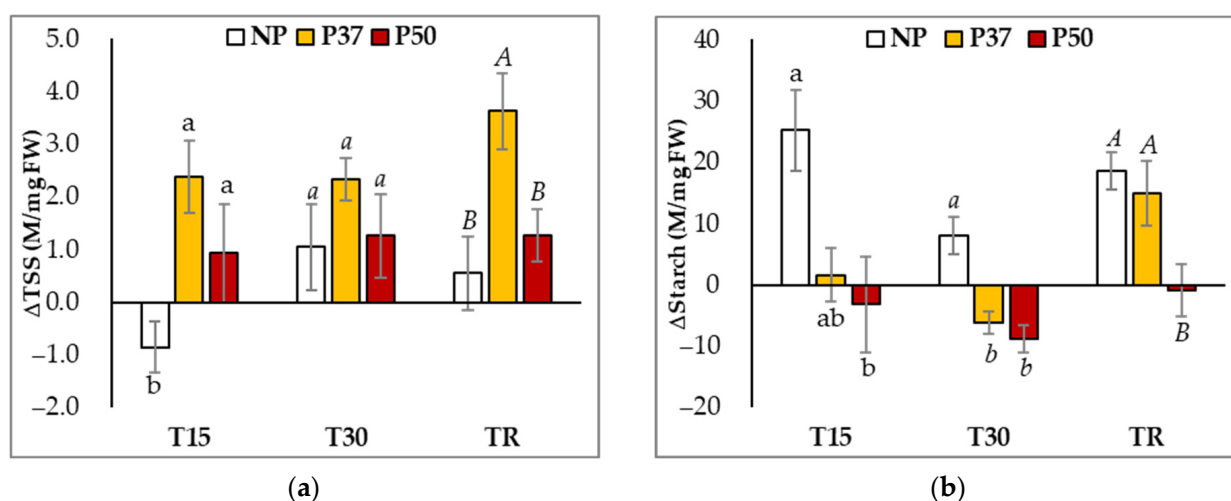 5.0 NP P37 P50
A
4.0
a
3.0
a a a
2.0
B B
1.0
0.0
−1.0
b
−2.0
T15 T30 TR
ΔTSS (M/mgFW)
(a)
40 NP P37 P50
a
30
A A
20
a
10
0
ab
−10
b b b B
−20
T15 T30 TR
ΔStarch (M/mgFW)
(b)